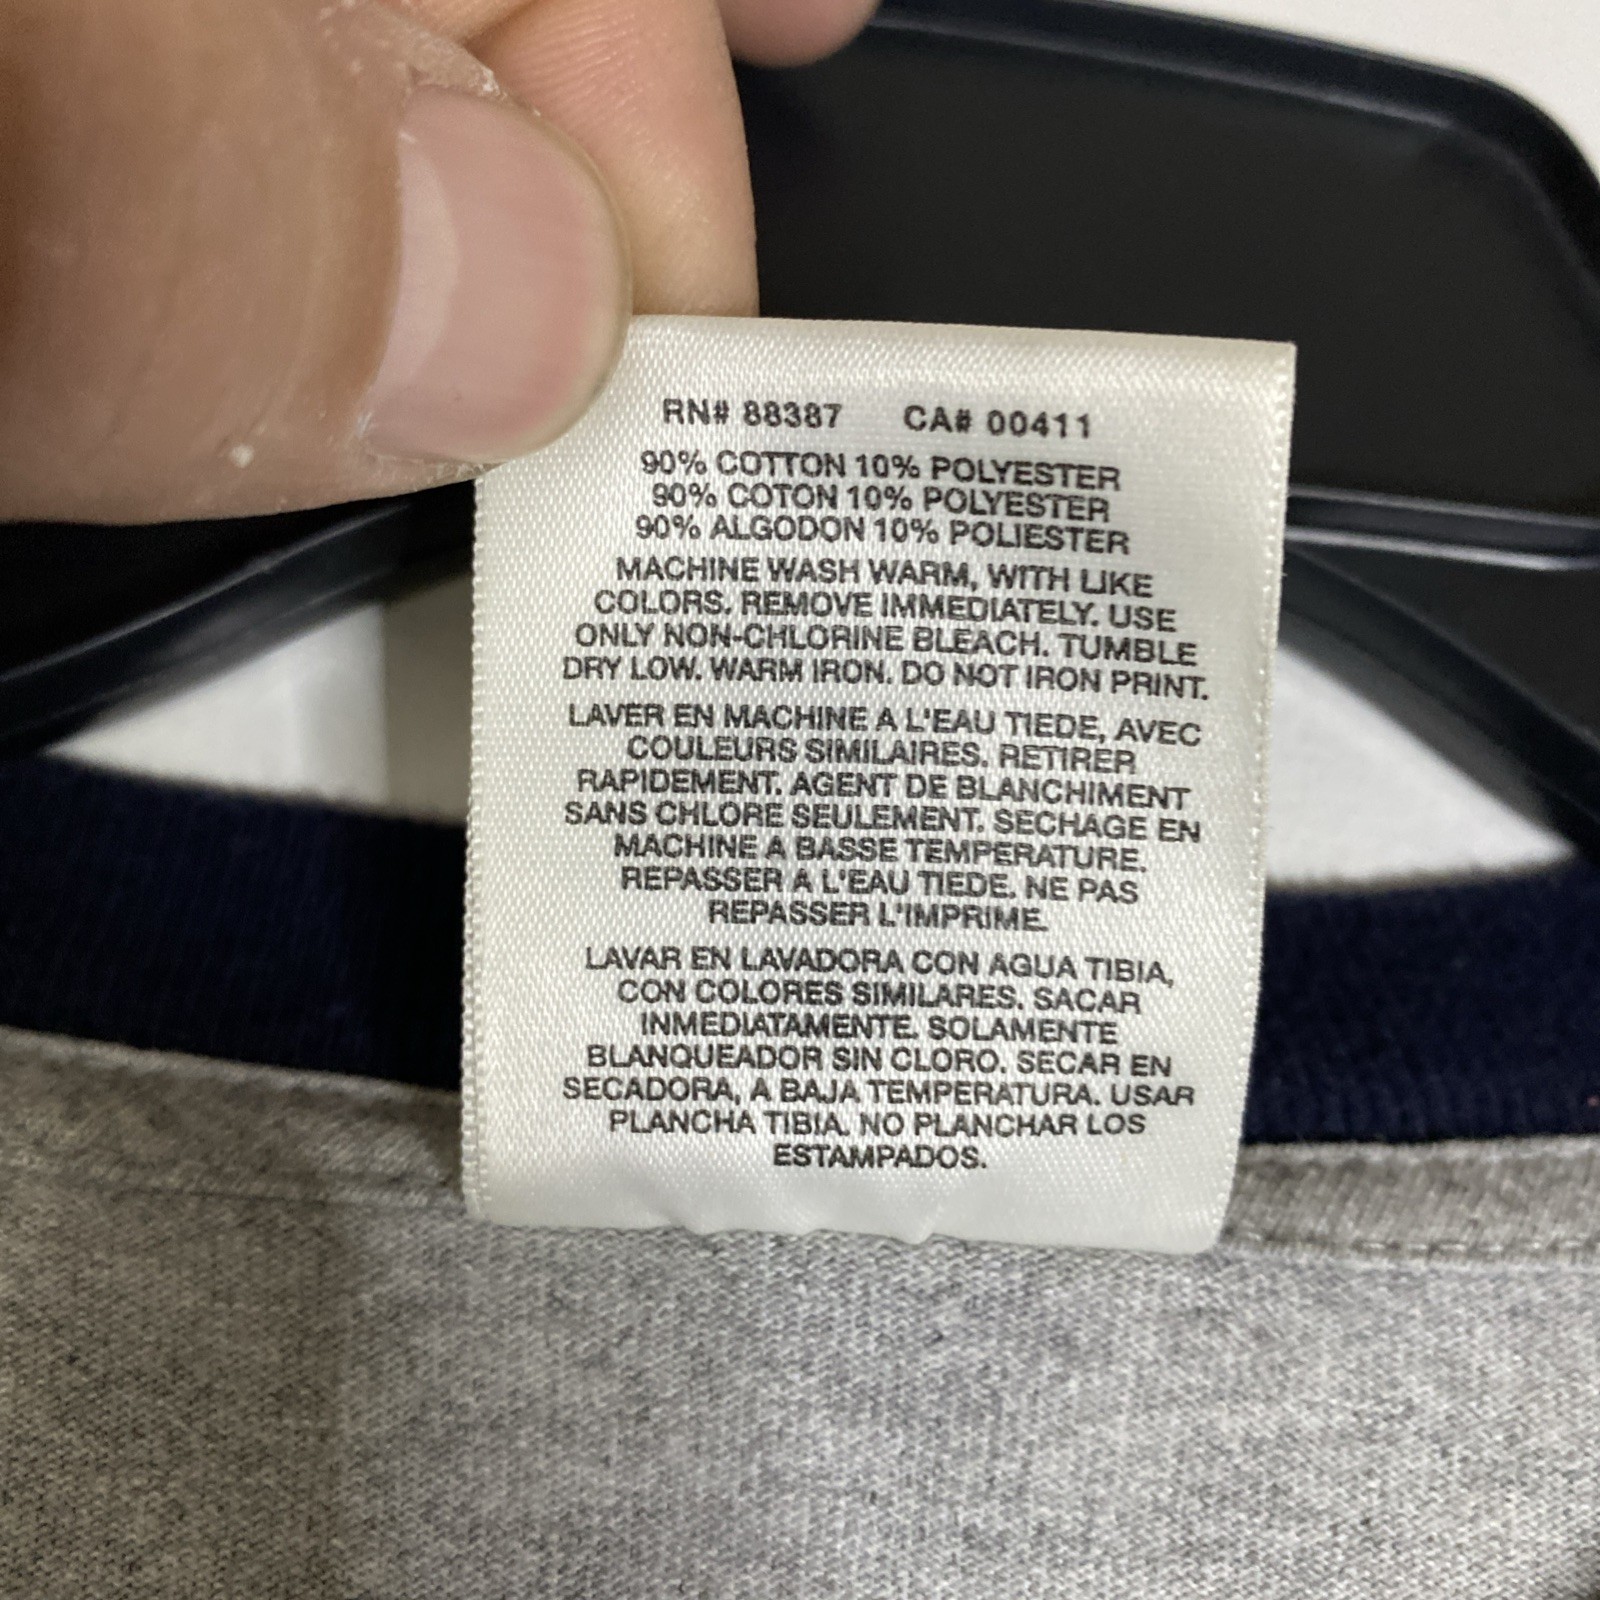 RN# 88387 CA# 00411
90% COTTON 10% POLYESTER
90% COTON 10% POLYESTER
90% ALGODON 10% POLIESTER
MACHINE WASH WARM, WITH LIKE
COLORS. REMOVE IMMEDIATELY. USE
ONLY NON-CHLORINE BLEACH. TUMBLE
DRY LOW. WARM IRON. DO NOT IRON PRINT.
LAVER EN MACHINE A L'EAU TIEDE, AVEC
COULEURS SIMILAIRES. RETIRER
RAPIDEMENT. AGENT DE BLANCHIMENT
SANS CHLORE SEULEMENT. SECHAGE EN
MACHINE A BASSE TEMPERATURE.
REPASSER A L'EAU TIEDE. NE PAS
REPASSER L'IMPRIME.
LAVAR EN LAVADORA CON AGUA TIBIA,
CON COLORES SIMILARES. SACAR
INMEDIATAMENTE. SOLAMENTE
BLANQUEADOR SIN CLORO. SECAR EN
SECADORA, A BAJA TEMPERATURA. USAR
PLANCHA TIBIA. NO PLANCHAR LOS
ESTAMPADOS.